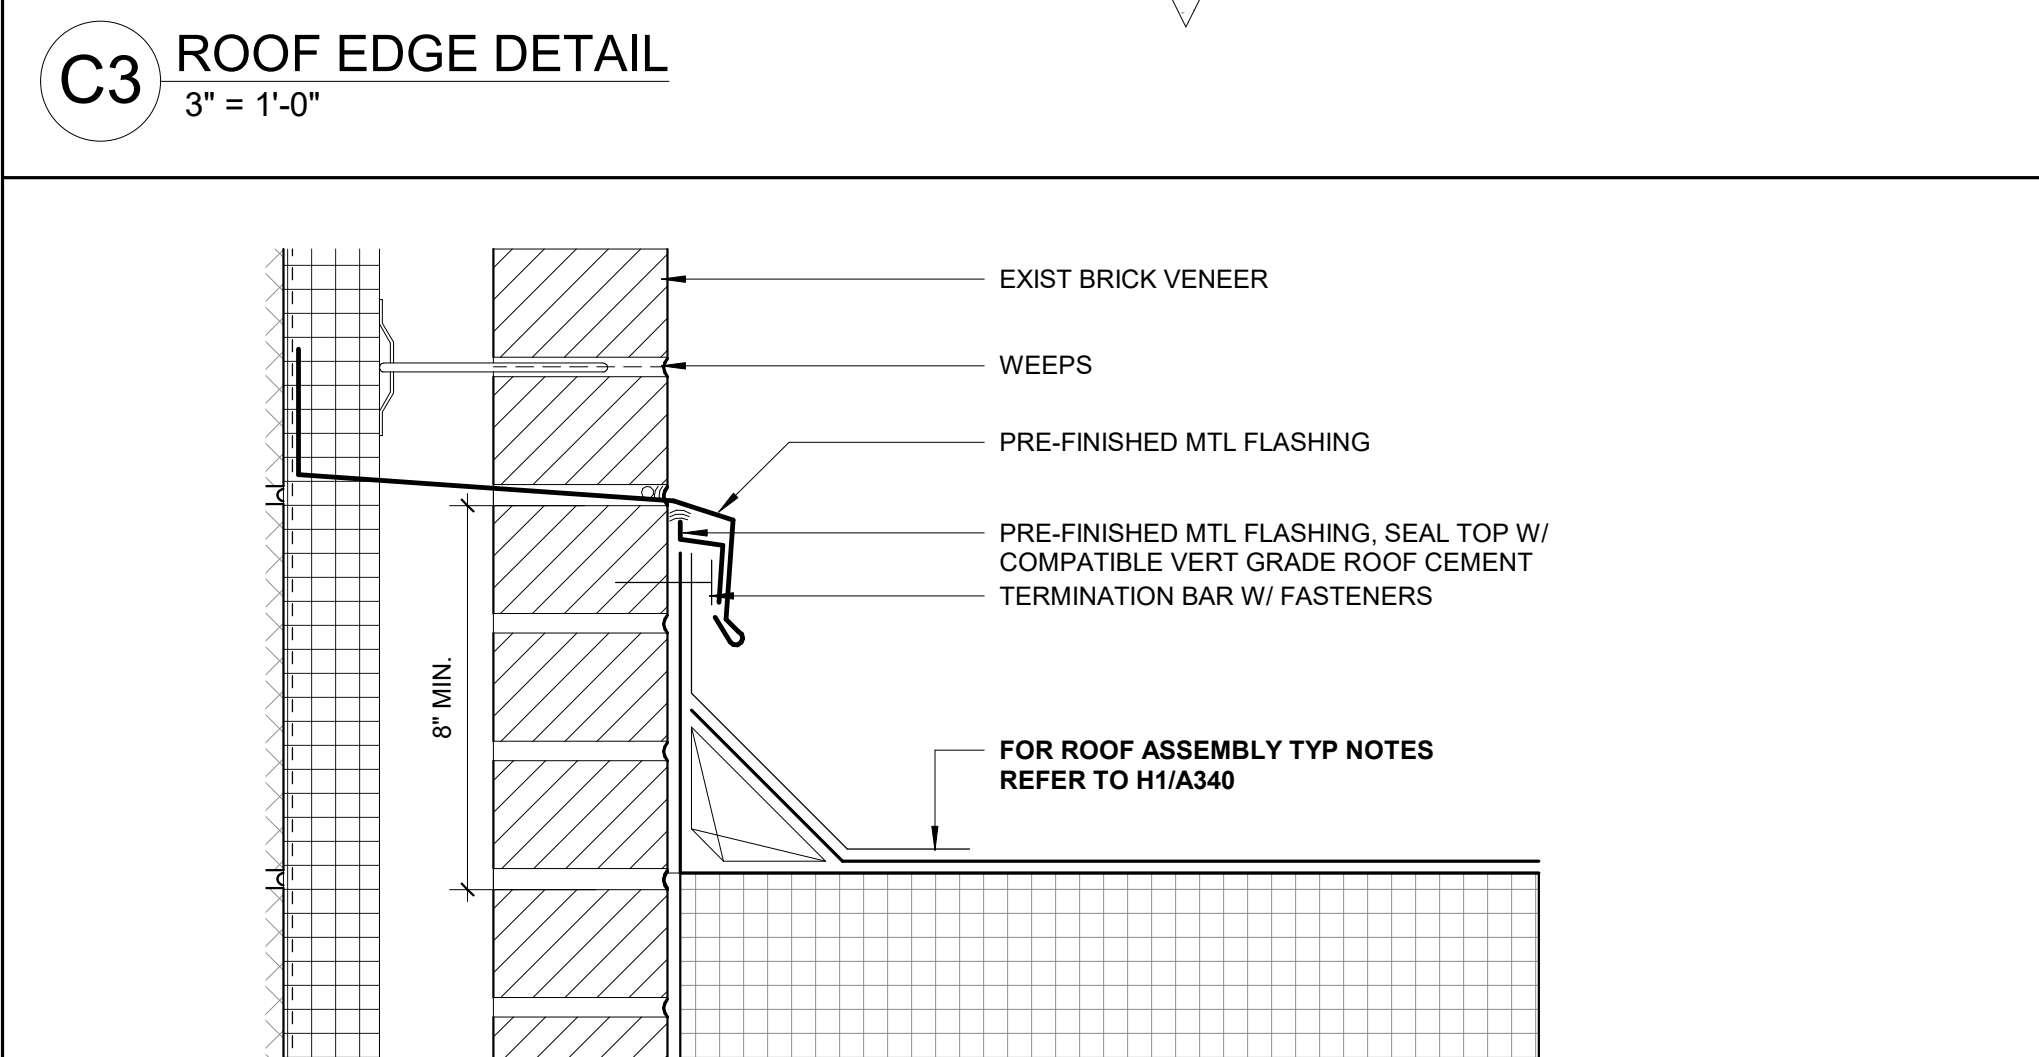 C3
ROOF EDGE DETAIL
3" = 1'-0"
EXIST BRICK VENEER
WEEPS
PRE-FINISHED MTL FLASHING
PRE-FINISHED MTL FLASHING, SEAL TOP W/
COMPATIBLE VERT GRADE ROOF CEMENT
TERMINATION BAR W/ FASTENERS
8" MIN.
FOR ROOF ASSEMBLY TYP NOTES
REFER TO H1/A340